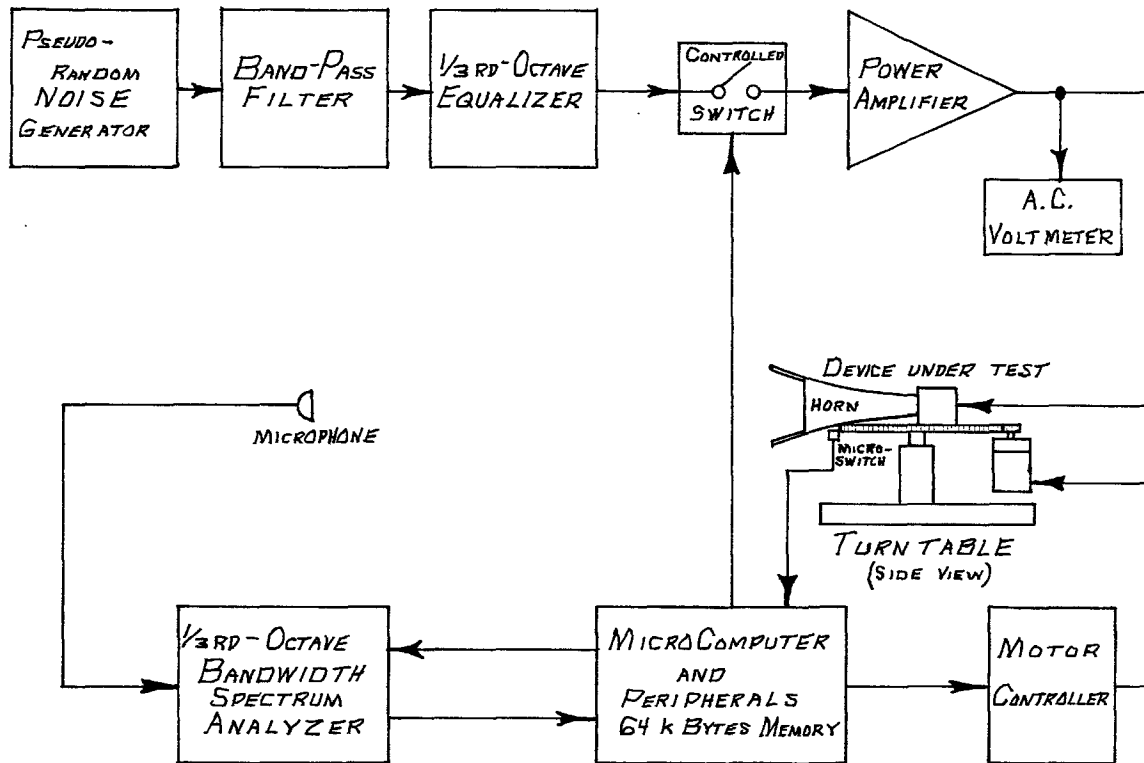 PSEUDO-
RANDOM
NOISE
GENERATOR
BAND-PASS
FILTER
1/3RD-OCTAVE
EQUALIZER
CONTROLLED
SWITCH
POWER
AMPLIFIER
A.C.
VOLTMETER
MICROPHONE
DEVICE UNDER TEST
HORN
MICRO-
SWITCH
TURNTABLE
(SIDE VIEW)
1/3RD-OCTAVE
BANDWIDTH
SPECTRUM
ANALYZER
MICROCOMPUTER
AND
PERIPHERALS
64 K BYTES MEMORY
MOTOR
CONTROLLER